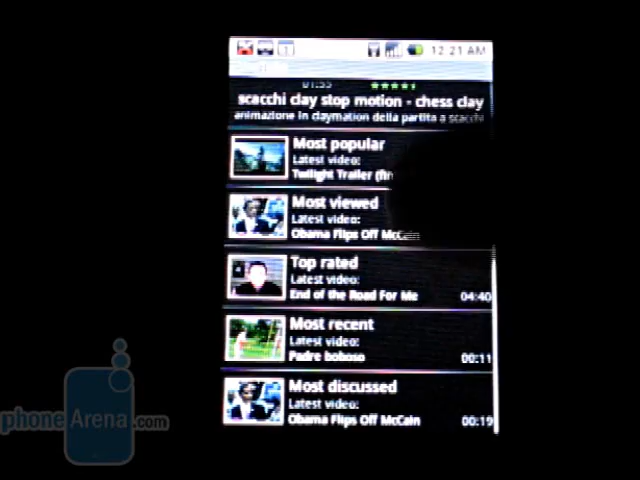 12:21 AM
01:55
scacchi clay stop motion - chess clay
animazione in claymation della partita a scacchi
Most popular
Latest video:
Twilight Trailer
Most viewed
Latest video:
Obama Flips Off McCain
Top rated
Latest video:
End of the Road For Me 04:40
Most recent
Latest video:
Padre boboso 00:11
Most discussed
Latest video:
Obama Flips Off McCain 00:19
phoneArena.com